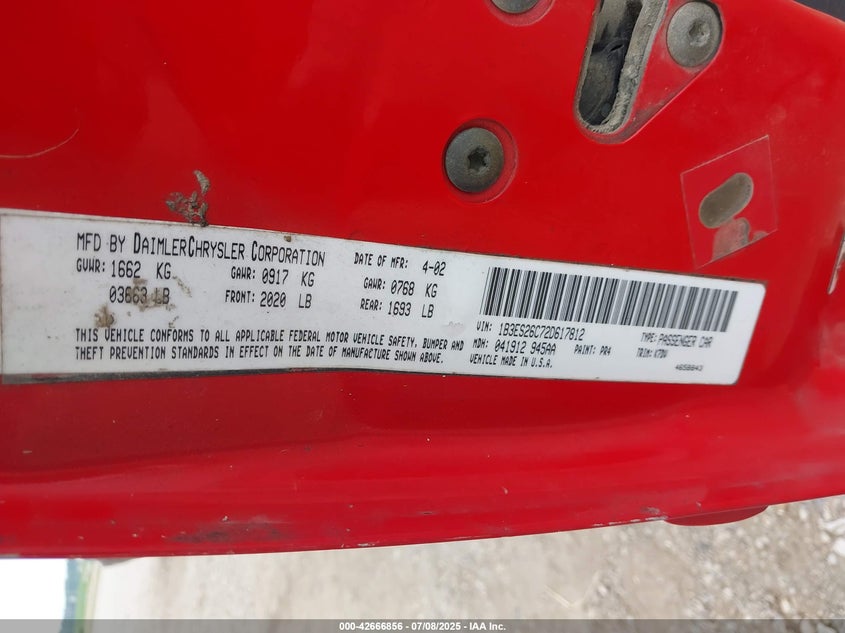 MFD BY DAIMLERCHRYSLER CORPORATION
DATE OF MFR: 4-02
GVWR: 1662 KG
GAWR: 0917 KG
GAWR: 0768 KG
03663 LB
FRONT: 2020 LB
REAR: 1693 LB
VIN: 1B3ES26C72D617812
TYPE: PASSENGER CAR
THIS VEHICLE CONFORMS TO ALL APPLICABLE FEDERAL MOTOR VEHICLE SAFETY, BUMPER AND
THEFT PREVENTION STANDARDS IN EFFECT ON THE DATE OF MANUFACTURE SHOWN ABOVE.
MDH: 041912 945AA
PAINT: PR4
TRIM: K7DV
VEHICLE MADE IN U.S.A.
000-42666856 | 07/08/2025 | IAA Inc.